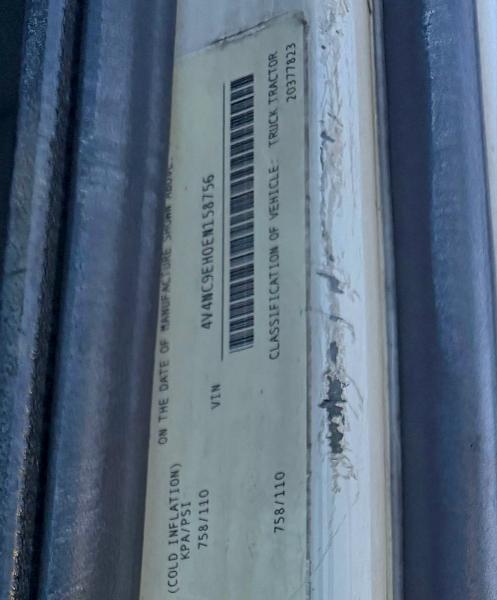 ON THE DATE OF MANUFACTURE SHOWN ABOVE.
(COLD INFLATION)
KPA/PSI
758/110
VIN 4V4NC9EH0EN158756
758/110
CLASSIFICATION OF VEHICLE: TRUCK TRACTOR
20377823